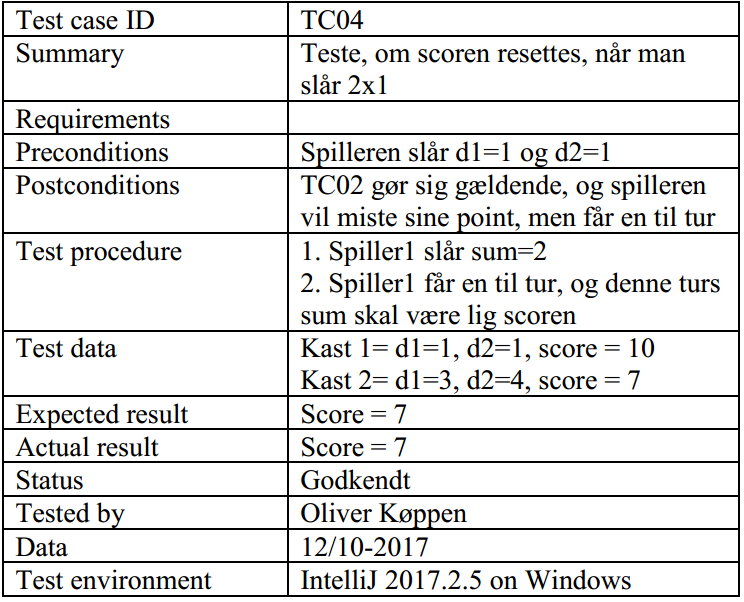 Test case ID TC04
Summary Teste, om scoren resettes, når man
slår 2x1
Requirements
Preconditions Spilleren slår d1=1 og d2=1
Postconditions TC02 gør sig gældende, og spilleren
vil miste sine point, men får en til tur
Test procedure 1. Spiller1 slår sum=2
2. Spiller1 får en til tur, og denne turs
sum skal være lig scoren
Test data Kast 1= d1=1, d2=1, score = 10
Kast 2= d1=3, d2=4, score = 7
Expected result Score = 7
Actual result Score = 7
Status Godkendt
Tested by Oliver Køppen
Data 12/10-2017
Test environment IntelliJ 2017.2.5 on Windows